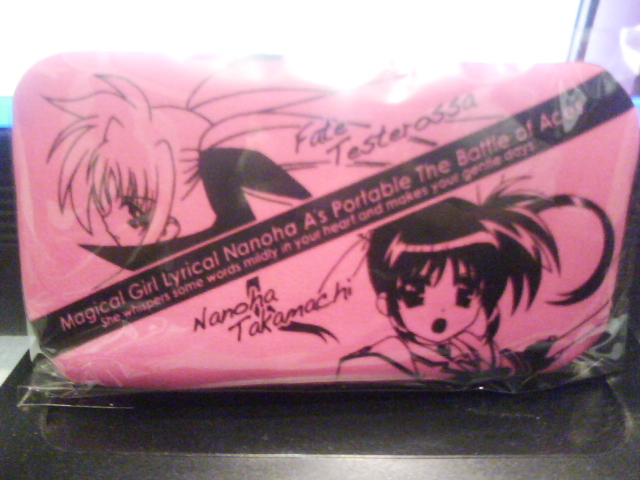 Fate
Testerossa
Magical Girl Lyrical Nanoha A's Portable The Battle of Aces
She whispers some words mildly in your heart and makes your gentle days.
Nanoha
Takamachi